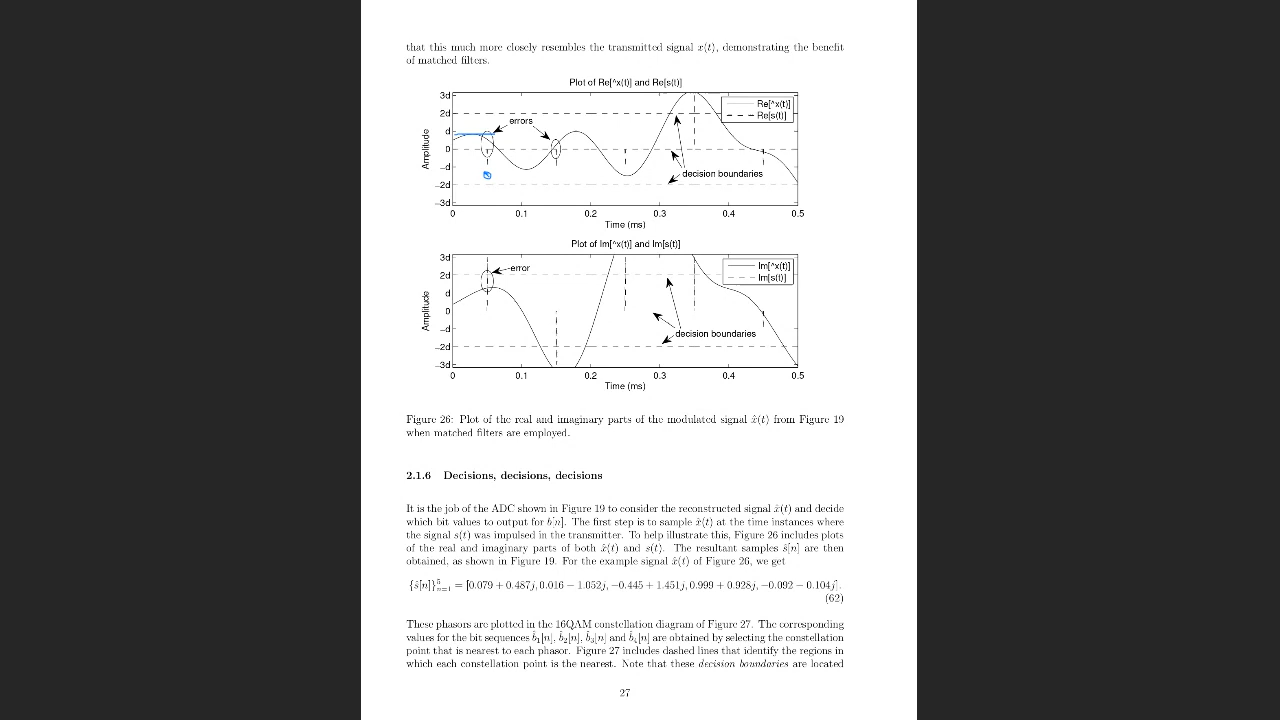 that this much more closely resembles the transmitted signal x(t), demonstrating the benefit
of matched filters.
Plot of Re[^x(t)] and Re[s(t)]
3d
2d
d
0
−d
−2d
−3d
Amplitude
errors
decision boundaries
Re[^x(t)]
Re[s(t)]
0 0.1 0.2 0.3 0.4 0.5
Time (ms)
Plot of Im[^x(t)] and Im[s(t)]
3d
2d
d
0
−d
−2d
−3d
Amplitude
error
decision boundaries
Im[^x(t)]
Im[s(t)]
0 0.1 0.2 0.3 0.4 0.5
Time (ms)
Figure 26: Plot of the real and imaginary parts of the modulated signal x̂(t) from Figure 19
when matched filters are employed.
2.1.6 Decisions, decisions, decisions
It is the job of the ADC shown in Figure 19 to consider the reconstructed signal x̂(t) and decide
which bit values to output for b[n]. The first step is to sample x̂(t) at the time instances where
the signal s(t) was impulsed in the transmitter. To help illustrate this, Figure 26 includes plots
of the real and imaginary parts of both x̂(t) and s(t). The resultant samples ŝ[n] are then
obtained, as shown in Figure 19. For the example signal x̂(t) of Figure 26, we get
{ŝ[n]}⁵ₙ₌₁ = [0.079 + 0.487j, 0.016 − 1.052j, −0.445 + 1.451j, 0.999 + 0.928j, −0.092 − 0.104j].
(62)
These phasors are plotted in the 16QAM constellation diagram of Figure 27. The corresponding
values for the bit sequences b̂₁[n], b̂₂[n], b̂₃[n] and b̂₄[n] are obtained by selecting the constellation
point that is nearest to each phasor. Figure 27 includes dashed lines that identify the regions in
which each constellation point is the nearest. Note that these decision boundaries are located
27